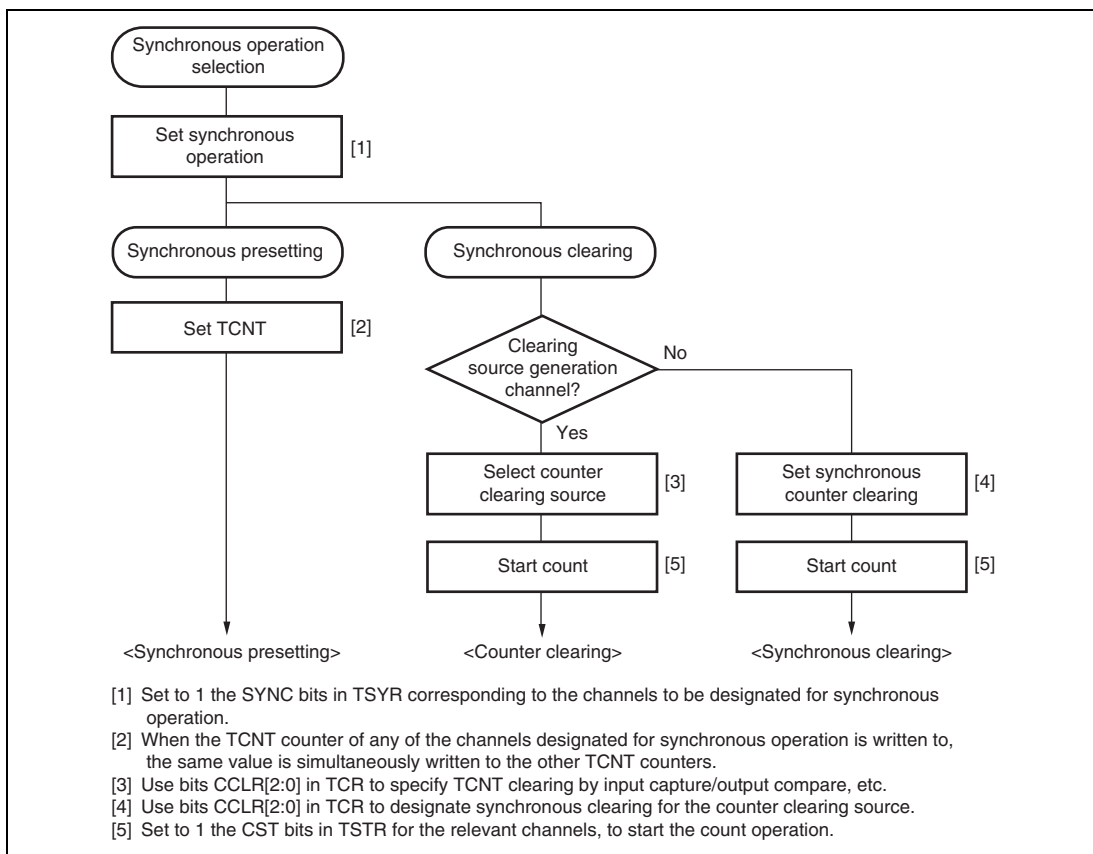 Synchronous operation
selection
Set synchronous
operation
[1]
Synchronous presetting
Synchronous clearing
Set TCNT
[2]
Clearing
source generation
channel?
No
Yes
Select counter
clearing source
[3]
Set synchronous
counter clearing
[4]
Start count
[5]
Start count
[5]
<Synchronous presetting>
<Counter clearing>
<Synchronous clearing>
[1] Set to 1 the SYNC bits in TSYR corresponding to the channels to be designated for synchronous
operation.
[2] When the TCNT counter of any of the channels designated for synchronous operation is written to,
the same value is simultaneously written to the other TCNT counters.
[3] Use bits CCLR[2:0] in TCR to specify TCNT clearing by input capture/output compare, etc.
[4] Use bits CCLR[2:0] in TCR to designate synchronous clearing for the counter clearing source.
[5] Set to 1 the CST bits in TSTR for the relevant channels, to start the count operation.